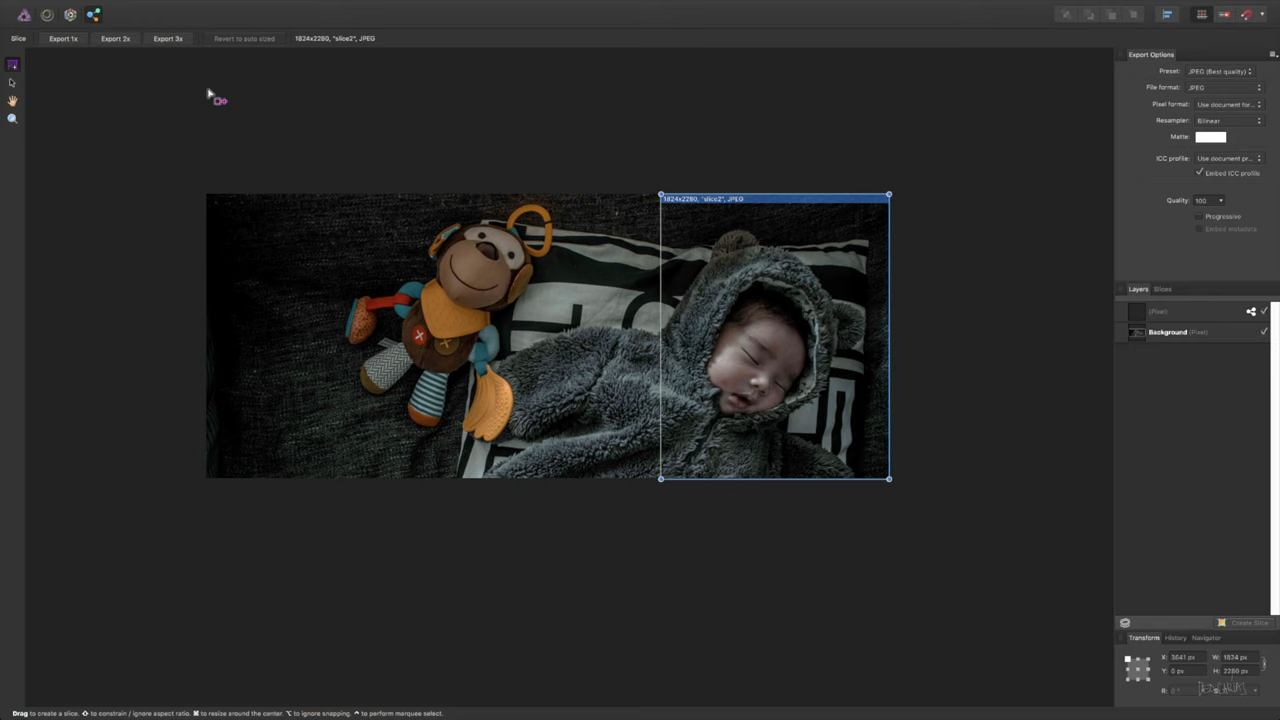 Slice Export 1x Export 2x Export 3x Revert to auto sized 1824x2280, "slice2", JPEG
Export Options
Preset: JPEG (Best quality)
File format: JPEG
Pixel format: Use document for...
Resampler: Bilinear
Matte:
ICC profile: Use document pr...
Embed ICC profile
Quality: 100
Progressive
Embed metadata
1824x2280, "slice2", JPEG
Layers Slices
(Pixel)
Background (Pixel)
Create Slice
Transform History Navigator
X: 3641 px W: 1824 px
Y: 0 px H: 2280 px
R:
Drag to create a slice. ⇧ to constrain / ignore aspect ratio. ⌘ to resize around the center. ⌥ to ignore snapping. ^ to perform marquee select.